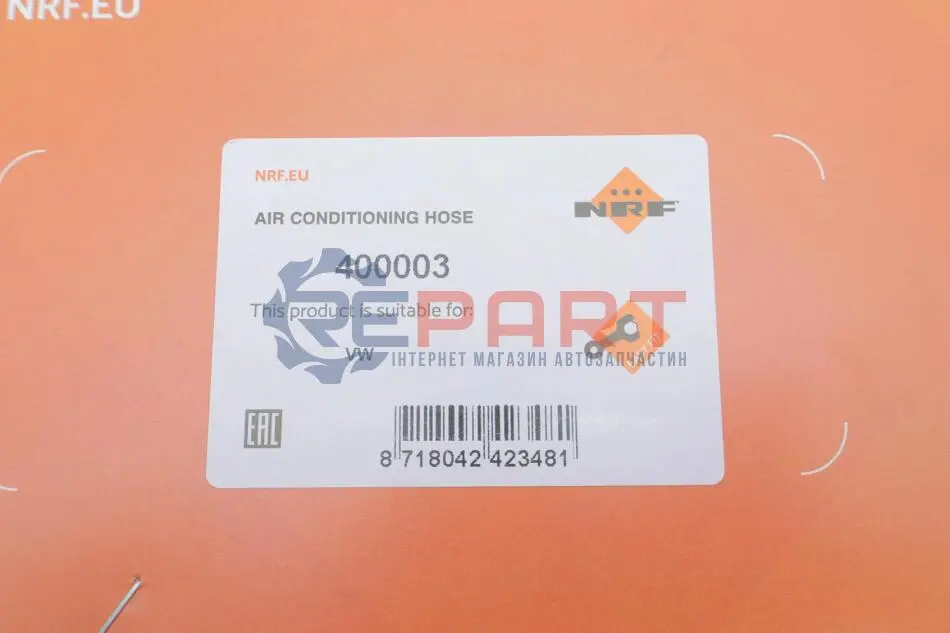 NRF.EU
NRF.EU
NRF
AIR CONDITIONING HOSE
400003
This product is suitable for:
VW
REPART
ІНТЕРНЕТ МАГАЗИН АВТОЗАПЧАСТИН
EAC
8 718042 423481